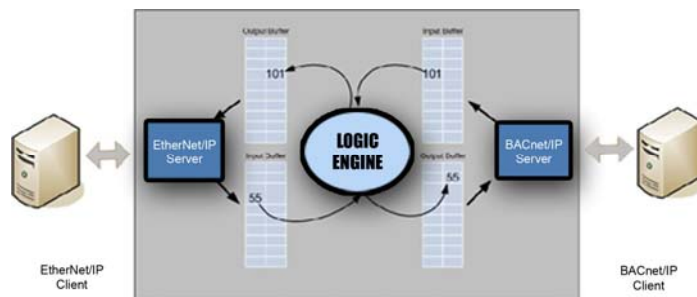 Output Buffer
Input Buffer
101
101
EtherNet/IP
Server
LOGIC
ENGINE
BACnet/IP
Server
Input Buffer
Output Buffer
55
55
EtherNet/IP
Client
BACnet/IP
Client